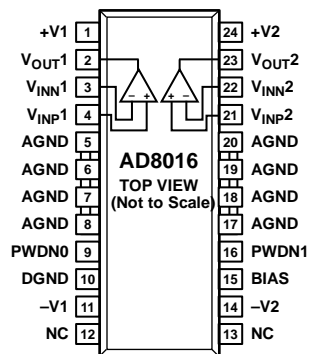 +V1 1 24 +V2
VOUT1 2 23 VOUT2
VINN1 3 22 VINN2
VINP1 4 21 VINP2
– + – +
AGND 5 20 AGND
AGND 6 19 AGND
AGND 7 18 AGND
AGND 8 17 AGND
AD8016
TOP VIEW
(Not to Scale)
PWDN0 9 16 PWDN1
DGND 10 15 BIAS
–V1 11 14 –V2
NC 12 13 NC